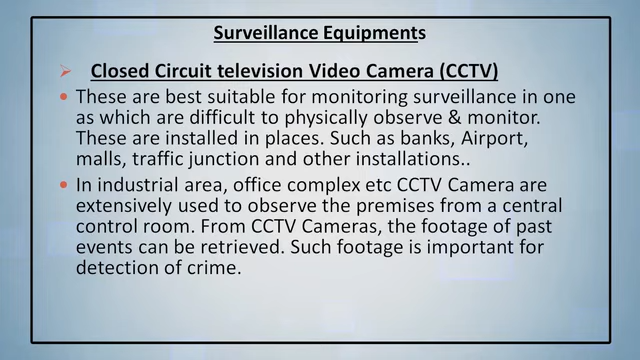 Surveillance Equipments
Closed Circuit television Video Camera (CCTV)
These are best suitable for monitoring surveillance in one
as which are difficult to physically observe & monitor.
These are installed in places. Such as banks, Airport,
malls, traffic junction and other installations..
In industrial area, office complex etc CCTV Camera are
extensively used to observe the premises from a central
control room. From CCTV Cameras, the footage of past
events can be retrieved. Such footage is important for
detection of crime.